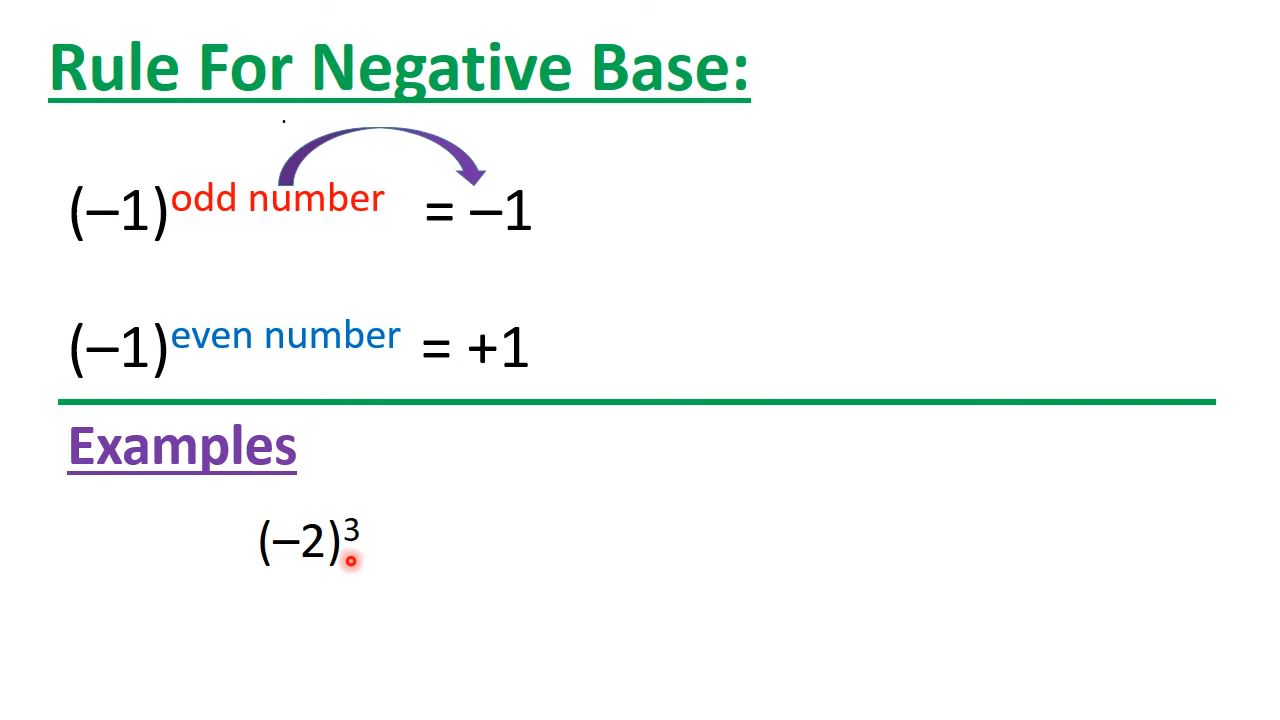 Rule For Negative Base:
(–1)^odd number = –1
(–1)^even number = +1
Examples
(–2)³